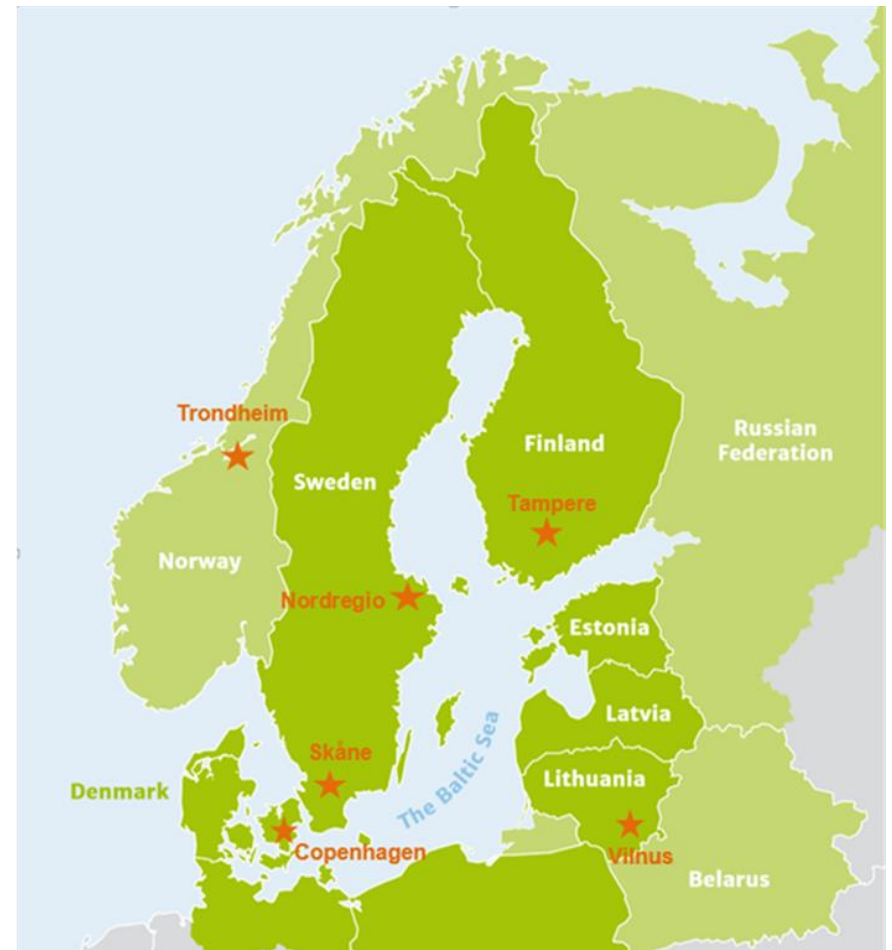 Trondheim
Russian
Federation
Finland
Sweden
Tampere
Norway
Nordregio
Estonia
Latvia
The Baltic Sea
Skåne
Lithuania
Denmark
Copenhagen
Vilnus
Belarus